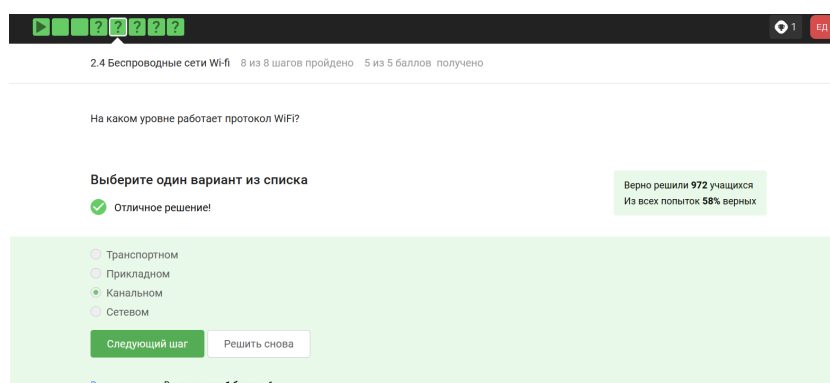 ? ? ? ? ? 1 ЕД
2.4 Беспроводные сети Wi-fi 8 из 8 шагов пройдено 5 из 5 баллов получено
На каком уровне работает протокол WiFi?
Выберите один вариант из списка
Верно решили 972 учащихся
Отличное решение!
Из всех попыток 58% верных
Транспортном
Прикладном
Канальном
Сетевом
Следующий шаг Решить снова